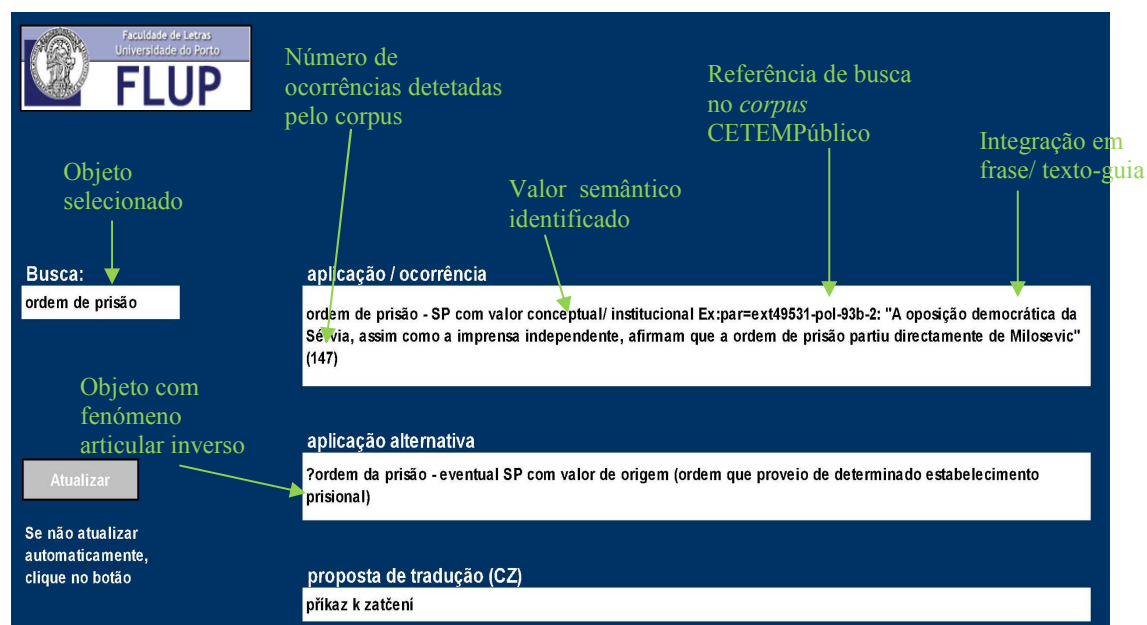 Faculdade de Letras
Universidade do Porto
FLUP
Número de
ocorrências detetadas
pelo corpus
Referência de busca
no corpus
CETEMPúblico
Integração em
frase/ texto-guia
Objeto
selecionado
Valor  semântico
identificado
Busca:
ordem de prisão
aplicação / ocorrência
ordem de prisão - SP com valor conceptual/ institucional Ex:par=ext49531-pol-93b-2: "A oposição democrática da
Sérvia, assim como a imprensa independente, afirmam que a ordem de prisão partiu directamente de Milosevic"
(147)
Objeto com
fenómeno
articular inverso
aplicação alternativa
?ordem da prisão - eventual SP com valor de origem (ordem que proveio de determinado estabelecimento
prisional)
Atualizar
Se não atualizar
automaticamente,
clique no botão
proposta de tradução (CZ)
příkaz k zatčení